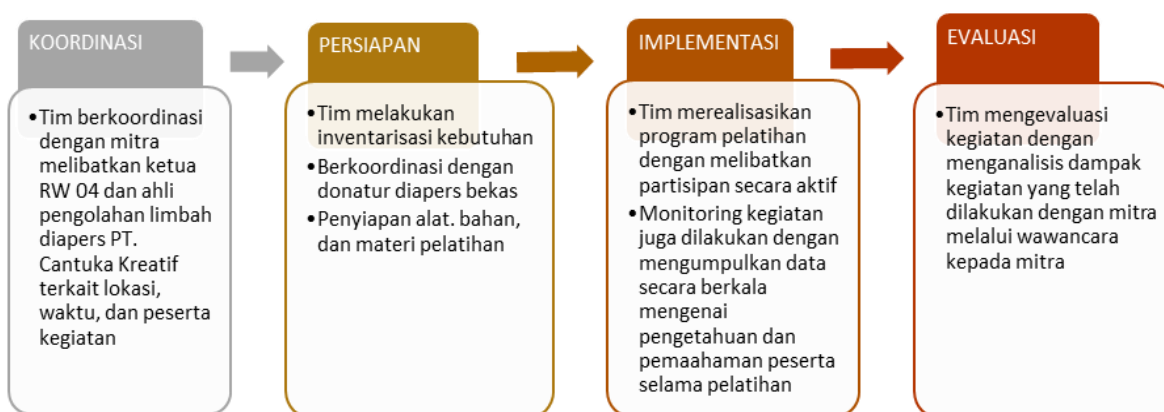 KOORDINASI
•Tim berkoordinasi
dengan mitra
melibatkan ketua
RW 04 dan ahli
pengolahan limbah
diapers PT.
Cantuka Kreatif
terkait lokasi,
waktu, dan peserta
kegiatan
PERSIAPAN
•Tim melakukan
inventarisasi kebutuhan
•Berkoordinasi dengan
donatur diapers bekas
•Penyiapan alat. bahan,
dan materi pelatihan
IMPLEMENTASI
•Tim merealisasikan
program pelatihan
dengan melibatkan
partisipan secara aktif
•Monitoring kegiatan
juga dilakukan dengan
mengumpulkan data
secara berkala
mengenai
pengetahuan dan
pemaahaman peserta
selama pelatihan
EVALUASI
•Tim mengevaluasi
kegiatan dengan
menganalisis dampak
kegiatan yang telah
dilakukan dengan mitra
melalui wawancara
kepada mitra